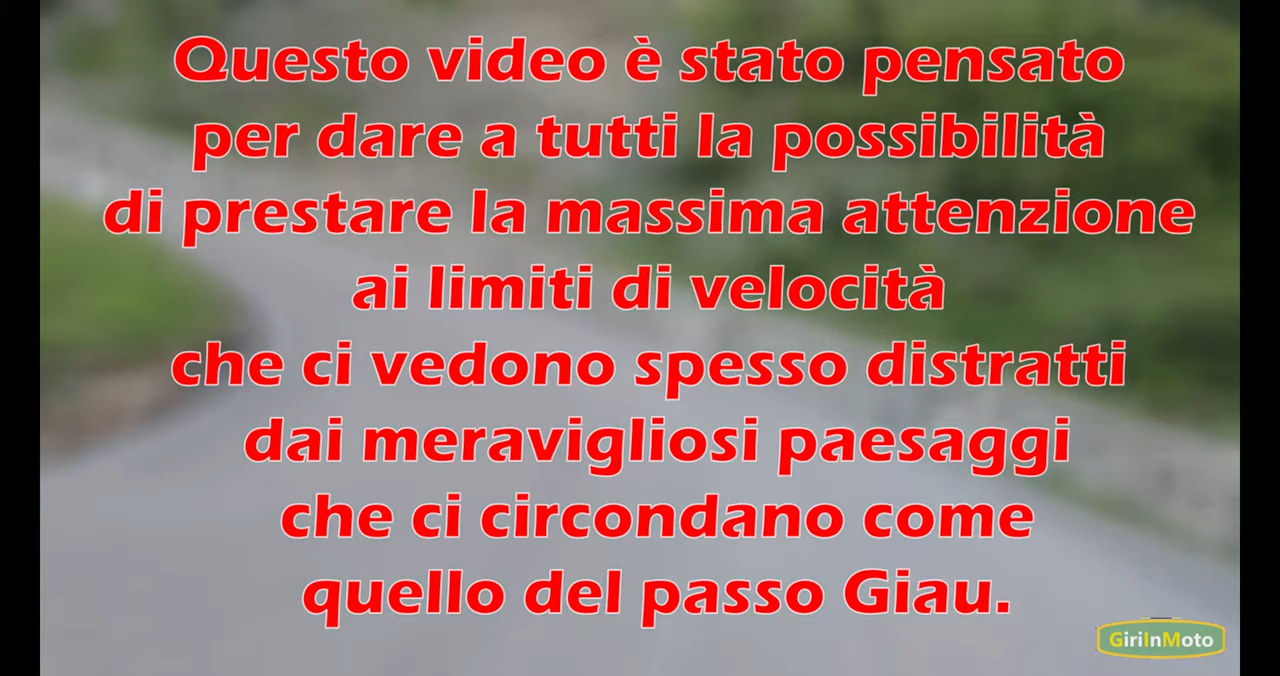 Questo video è stato pensato
per dare a tutti la possibilità
di prestare la massima attenzione
ai limiti di velocità
che ci vedono spesso distratti
dai meravigliosi paesaggi
che ci circondano come
quello del passo Giau.
GiriInMoto